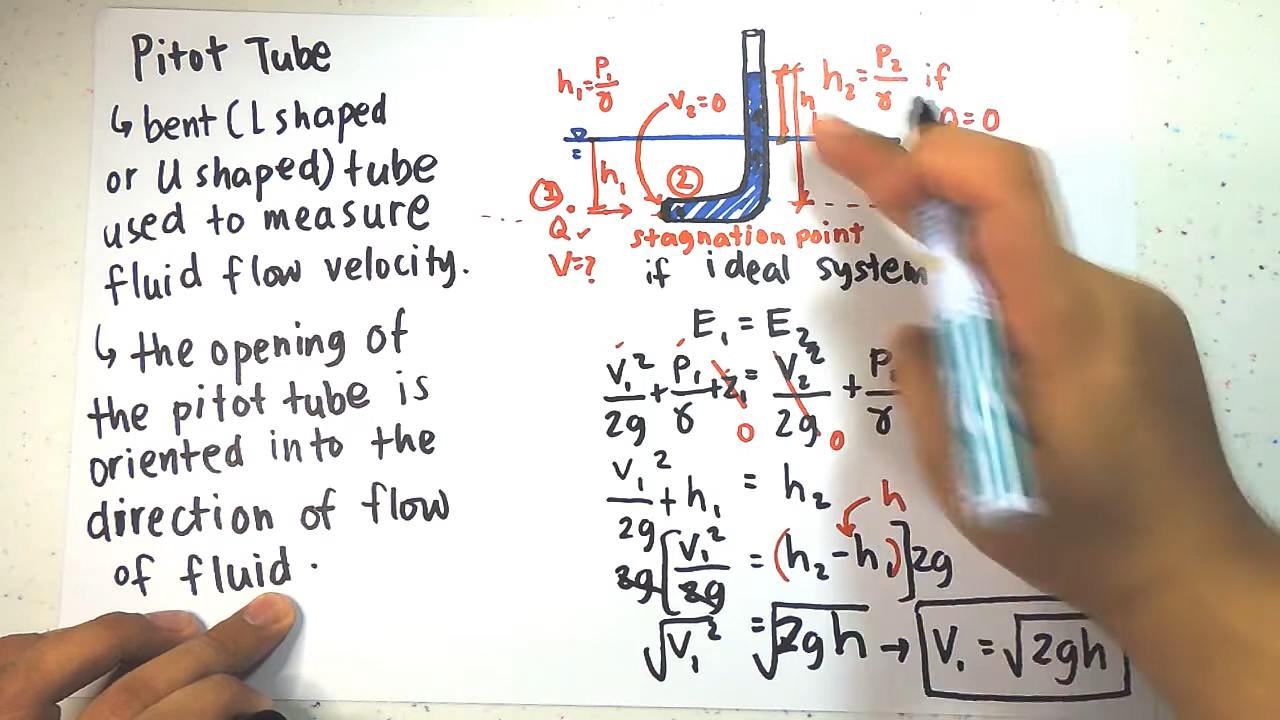 Pitot Tube
↳ bent (L shaped
or U shaped) tube
used to measure
fluid flow velocity.
↳ the opening of
the pitot tube is
oriented into the
direction of flow
of fluid.
h₁ = P₁/γ
V₂ = 0
h
h₂ = P₂/γ if
= 0
h₁
①
②
Q ✓
V = ?
stagnation point
if ideal system
E₁ = E₂
V₁²/2g + P₁/γ + z₁ = V₂²/2g + P
0 0
V₁²/2g + h₁ = h₂
h
2g [V₁²/2g = (h₂ - h₁)] 2g
√V₁² = √2gh → V₁ = √2gh